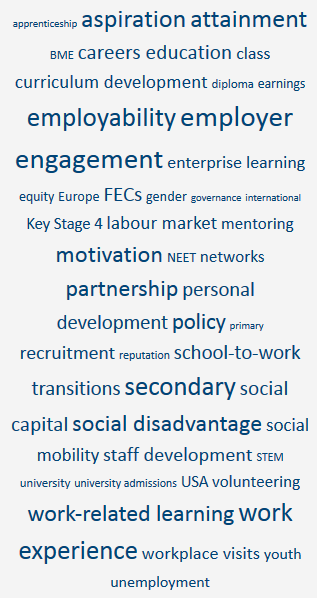 apprenticeship aspiration attainment
BME careers education class
curriculum development diploma earnings
employability employer
engagement enterprise learning
equity Europe FECs gender governance international
Key Stage 4 labour market mentoring
motivation NEET networks
partnership personal
development policy primary
recruitment reputation school-to-work
transitions secondary social
capital social disadvantage social
mobility staff development STEM
university university admissions USA volunteering
work-related learning work
experience workplace visits youth
unemployment